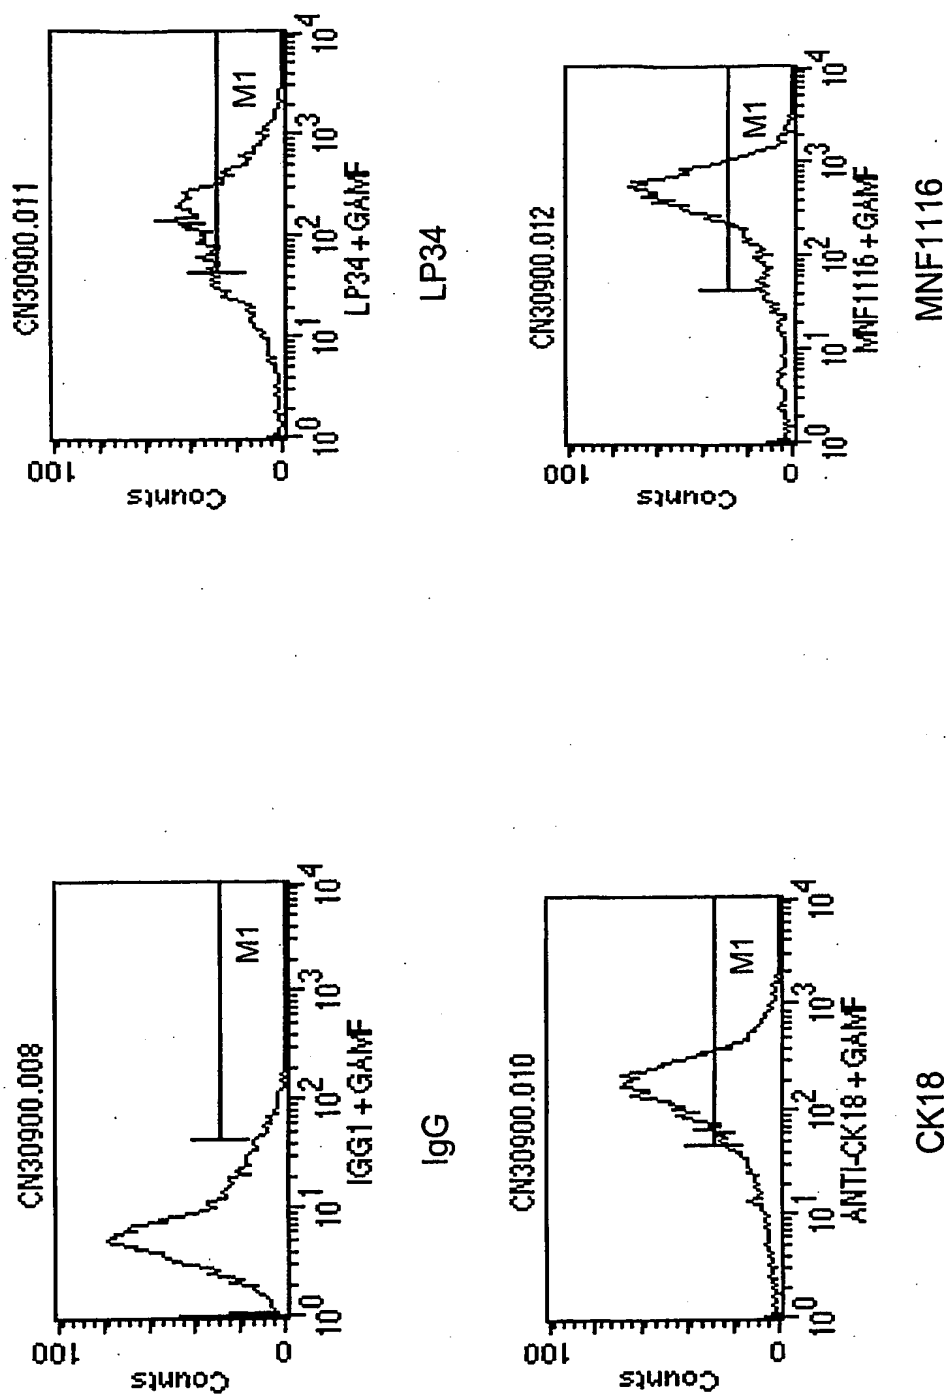 CN30900.008
100
Counts
0
M1
10^0 10^1 10^2 10^3 10^4
IGG1 + GAMF
IgG
CN30900.011
100
Counts
0
M1
10^0 10^1 10^2 10^3 10^4
LP34 + GAMF
LP34
CN30900.010
100
Counts
0
M1
10^0 10^1 10^2 10^3 10^4
ANTI-CK18 + GAMF
CK18
CN30900.012
100
Counts
0
M1
10^0 10^1 10^2 10^3 10^4
MNF1116 + GAMF
MNF1116